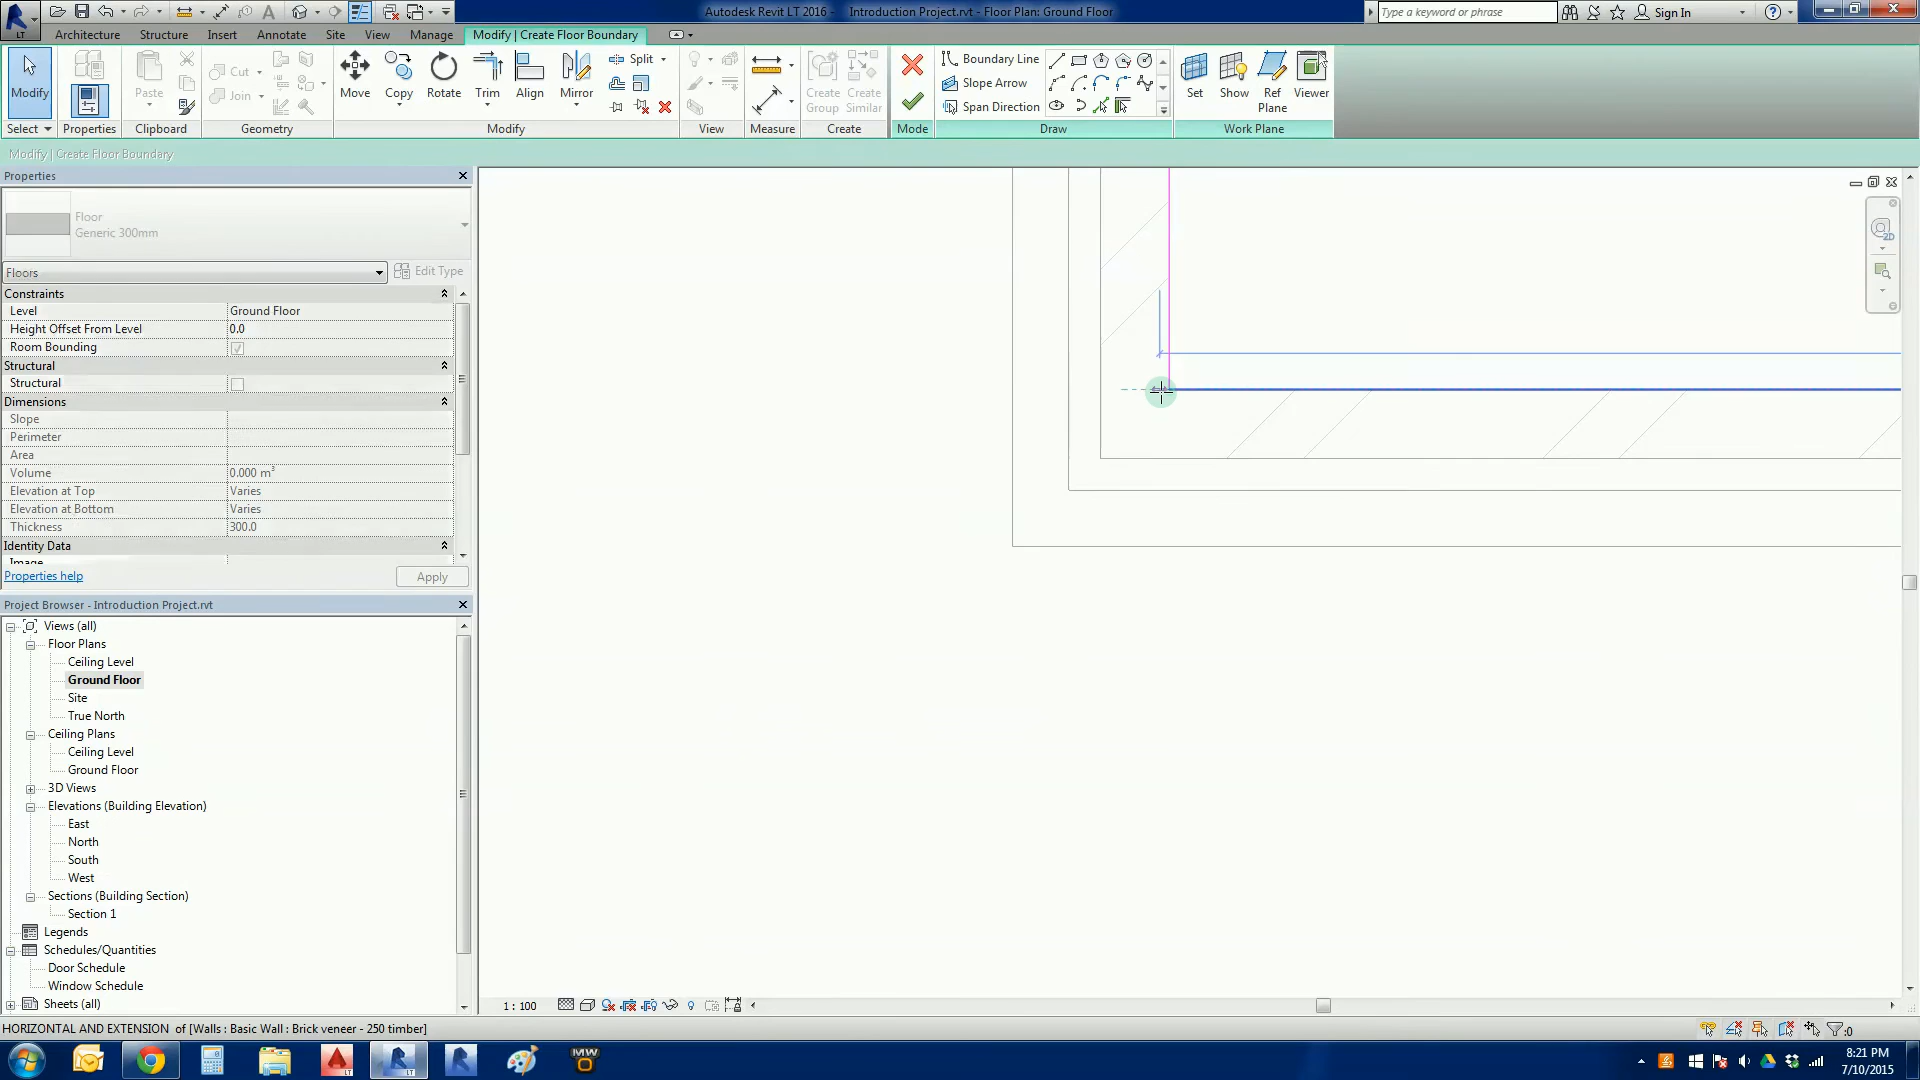 Autodesk Revit LT 2016 - Introduction Project.rvt - Floor Plan: Ground Floor
Type a keyword or phrase
Sign In
LT
Architecture Structure Insert Annotate Site View Manage Modify | Create Floor Boundary
Modify Paste Cut Join Move Copy Rotate Trim Align Mirror Split Create Group Create Similar
Boundary Line
Slope Arrow
Span Direction
Set Show Ref Plane Viewer
Select Properties Clipboard Geometry Modify View Measure Create Mode Draw Work Plane
Modify | Create Floor Boundary
Properties
Floor
Generic 300mm
Floors Edit Type
Constraints
Level Ground Floor
Height Offset From Level 0.0
Room Bounding
Structural
Structural
Dimensions
Slope
Perimeter
Area
Volume 0.000 m³
Elevation at Top Varies
Elevation at Bottom Varies
Thickness 300.0
Identity Data
Image
Properties help Apply
Project Browser - Introduction Project.rvt
Views (all)
Floor Plans
Ceiling Level
Ground Floor
Site
True North
Ceiling Plans
Ceiling Level
Ground Floor
3D Views
Elevations (Building Elevation)
East
North
South
West
Sections (Building Section)
Section 1
Legends
Schedules/Quantities
Door Schedule
Window Schedule
Sheets (all)
2D
1 : 100
HORIZONTAL AND EXTENSION of [Walls : Basic Wall : Brick veneer - 250 timber]
:0
LT
LT
MW
8:21 PM
7/10/2015